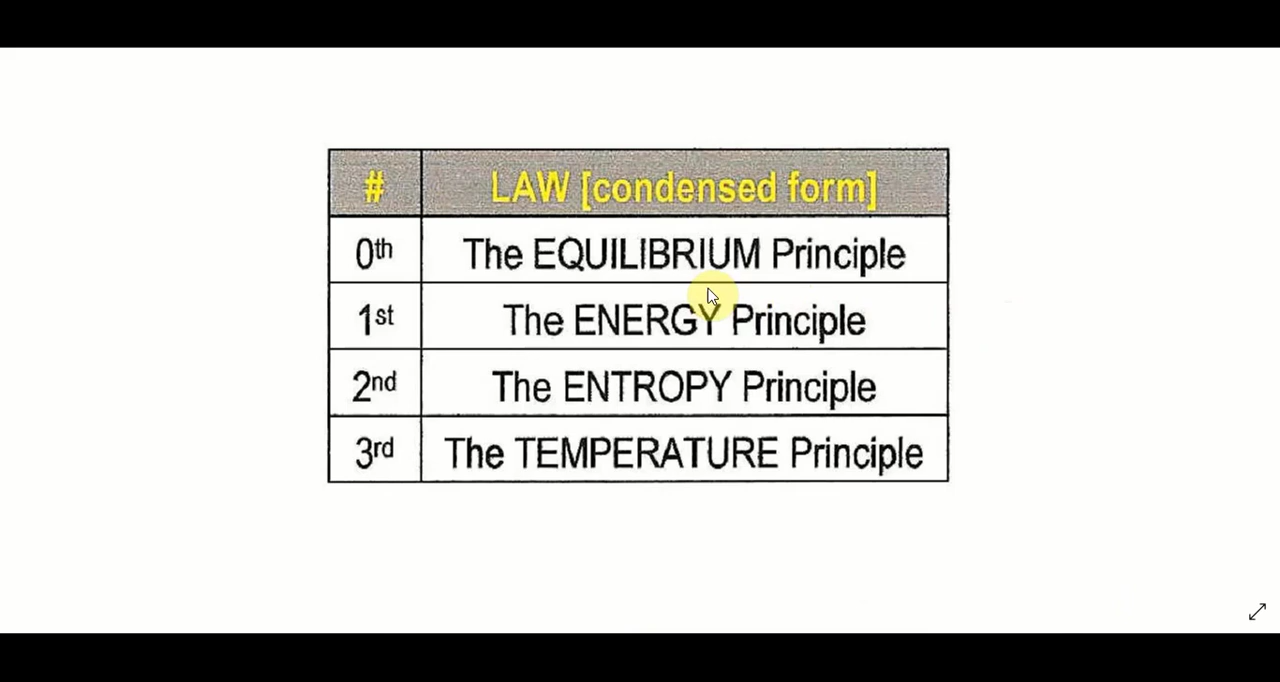 # LAW [condensed form]
0th The EQUILIBRIUM Principle
1st The ENERGY Principle
2nd The ENTROPY Principle
3rd The TEMPERATURE Principle